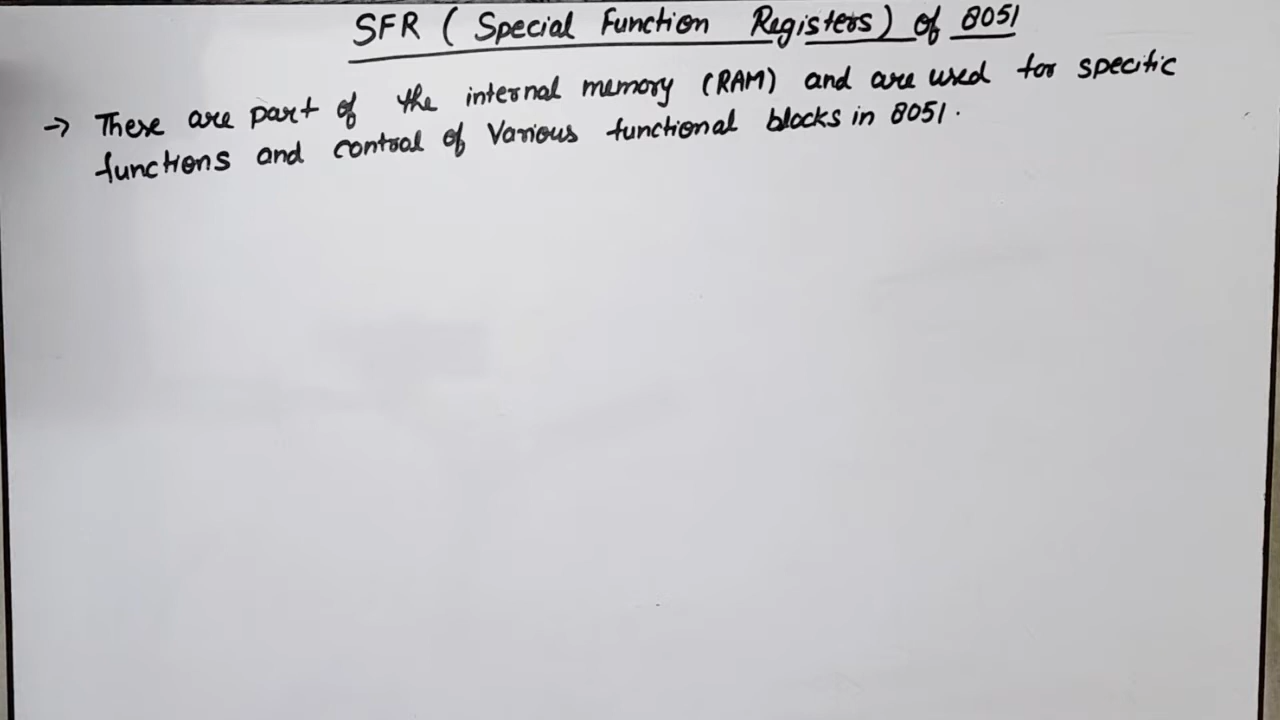 SFR ( Special Function Registers) of 8051
→ These are part of the internal memory (RAM) and are used for specific
functions and control of Various functional blocks in 8051.